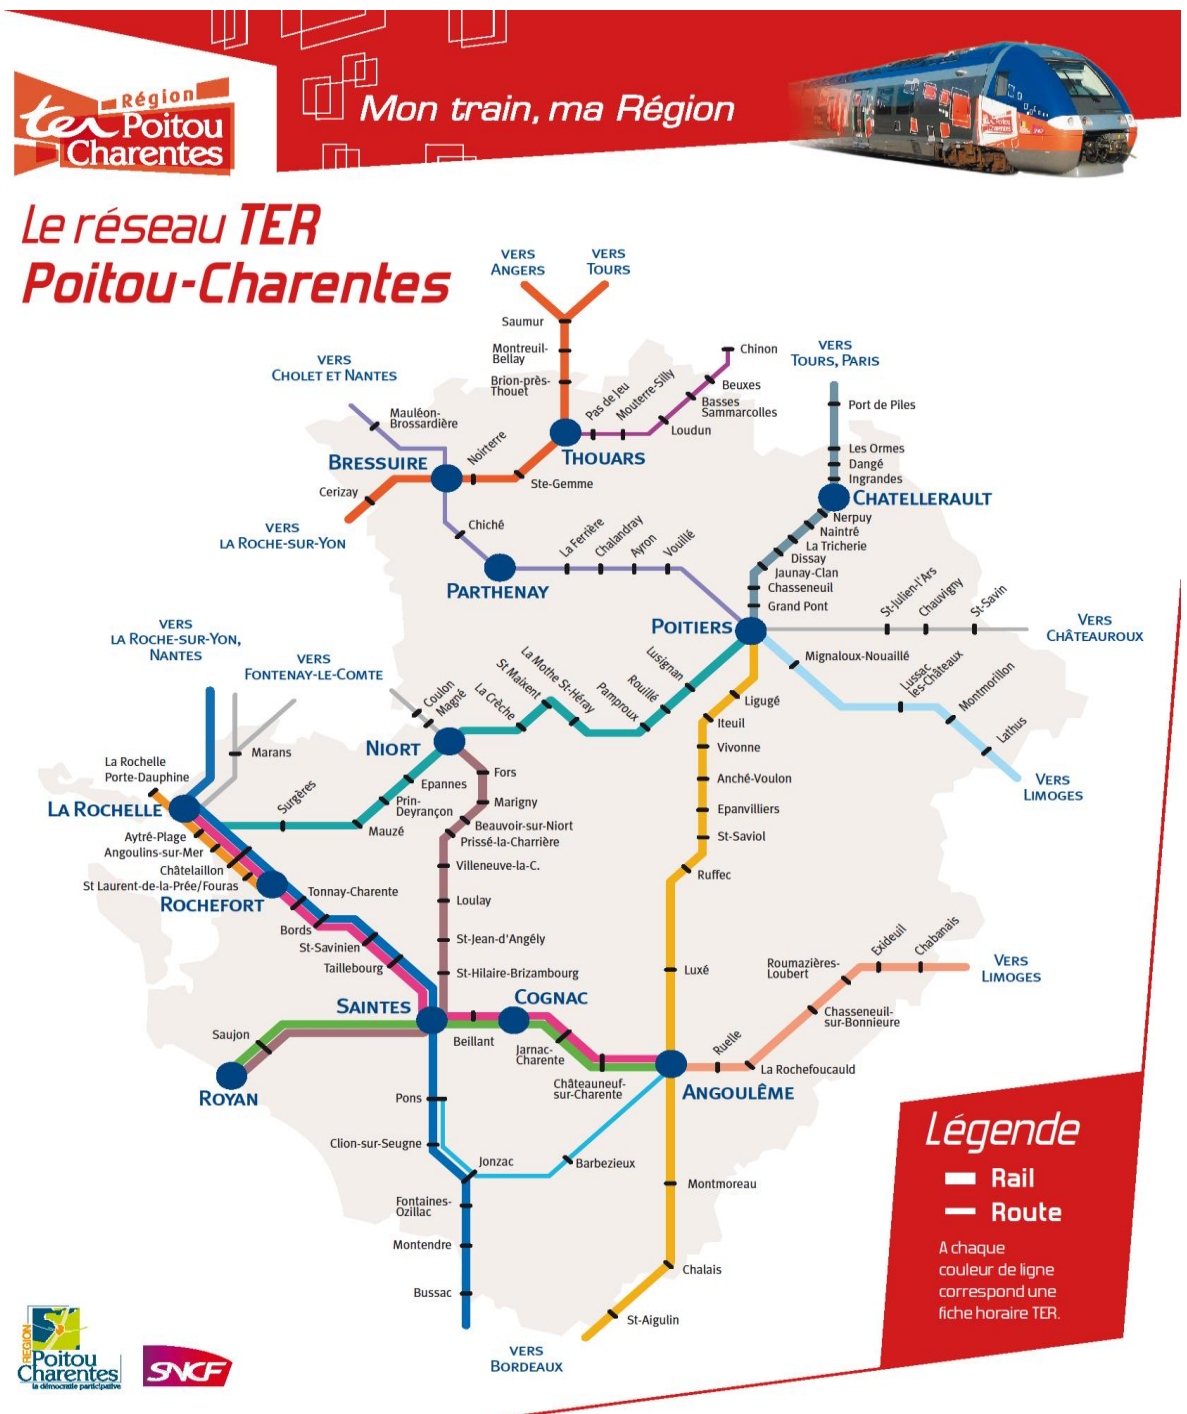 ter Région
Poitou
Charentes
Mon train, ma Région
Le réseau TER
Poitou-Charentes
VERS
ANGERS
VERS
TOURS
Saumur
Montreuil-
Bellay
Brion-près-
Thouet
VERS
CHOLET ET NANTES
Mauléon-
Brossardière
Noirterre
BRESSUIRE
Cerizay
VERS
LA ROCHE-SUR-YON
Ste-Gemme
THOUARS
Pas de Jeu
Mouterre-Silly
Loudun
Basses
Sammarcolles
Beuxes
Chinon
VERS
TOURS, PARIS
Port de Piles
Les Ormes
Dangé
Ingrandes
CHATELLERAULT
Nerpuy
Naintré
La Tricherie
Dissay
Jaunay-Clan
Chasseneuil
Grand Pont
Chiché
PARTHENAY
La Ferrière
Chalandray
Ayron
Vouillé
POITIERS
St-Julien-l'Ars
Chauvigny
St-Savin
VERS
CHÂTEAUROUX
Mignaloux-Nouaillé
Lussac
les-Châteaux
Montmorillon
Lathus
VERS
LIMOGES
VERS
LA ROCHE-SUR-YON,
NANTES
VERS
FONTENAY-LE-COMTE
Coulon
Magné
NIORT
La Crèche
St Maixent
La Mothe St-Héray
Pamproux
Rouillé
Lusignan
Ligugé
Iteuil
Vivonne
Anché-Voulon
Epanvilliers
St-Saviol
Ruffec
Luxé
Marans
La Rochelle
Porte-Dauphine
LA ROCHELLE
Surgères
Mauzé
Prin-
Deyrançon
Epannes
Fors
Marigny
Beauvoir-sur-Niort
Prissé-la-Charrière
Villeneuve-la-C.
Loulay
St-Jean-d'Angély
St-Hilaire-Brizambourg
Aytré-Plage
Angoulins-sur-Mer
Châtelaillon
St Laurent-de-la-Prée/Fouras
ROCHEFORT
Tonnay-Charente
Bords
St-Savinien
Taillebourg
SAINTES
COGNAC
Beillant
Jarnac-
Charente
Châteauneuf-
sur-Charente
ANGOULÊME
Ruelle
La Rochefoucauld
Chasseneuil-
sur-Bonnieure
Roumazières-
Loubert
Exideuil
Chabanais
VERS
LIMOGES
Saujon
ROYAN
Pons
Clion-sur-Seugne
Jonzac
Barbezieux
Fontaines-
Ozillac
Montendre
Bussac
Montmoreau
Chalais
St-Aigulin
VERS
BORDEAUX
Légende
Rail
Route
A chaque
couleur de ligne
correspond une
fiche horaire TER.
REGION
Poitou
Charentes
la démocratie participative
SNCF